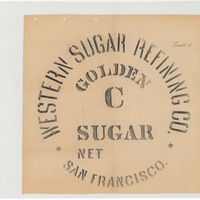 WESTERN SUGAR REFINING CO.
GOLDEN
C
SUGAR
NET
* SAN FRANCISCO. *